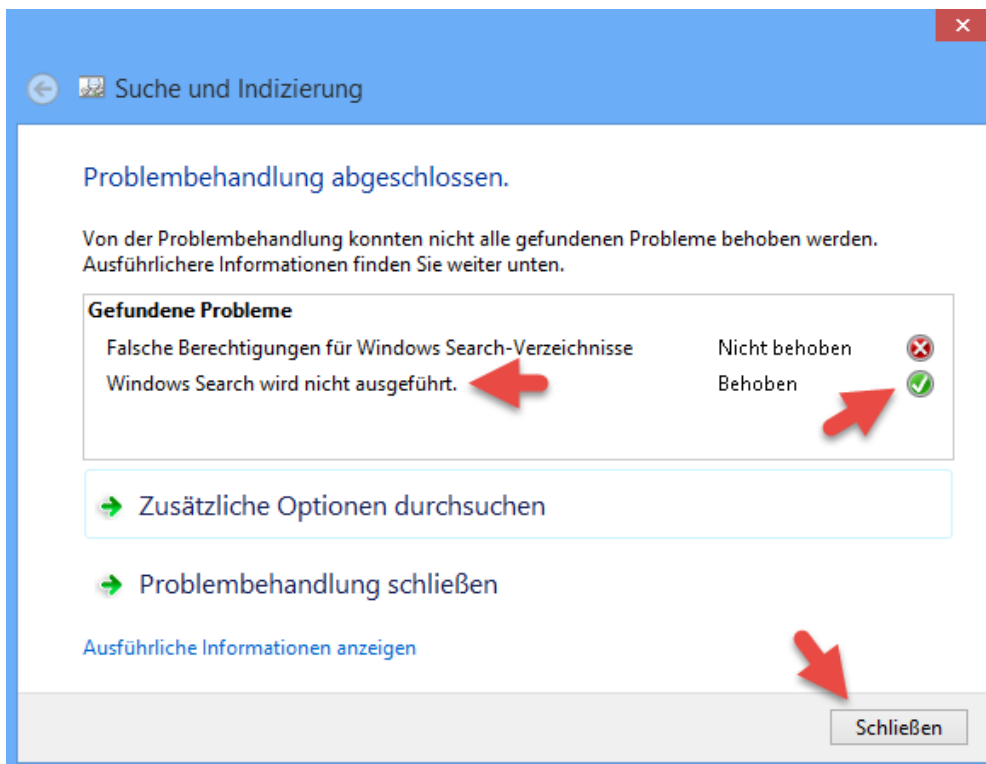 Suche und Indizierung
Problembehandlung abgeschlossen.
Von der Problembehandlung konnten nicht alle gefundenen Probleme behoben werden.
Ausführlichere Informationen finden Sie weiter unten.
Gefundene Probleme
Falsche Berechtigungen für Windows Search-Verzeichnisse Nicht behoben
Windows Search wird nicht ausgeführt. Behoben
Zusätzliche Optionen durchsuchen
Problembehandlung schließen
Ausführliche Informationen anzeigen
Schließen